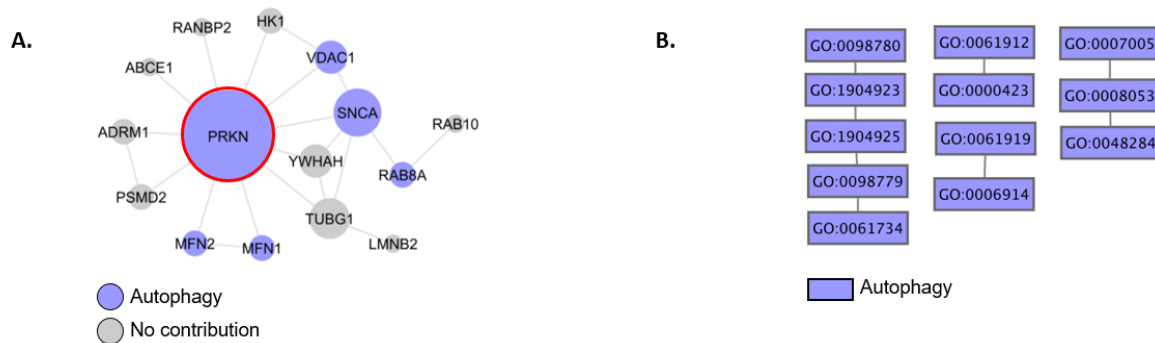 A.
RANBP2
HK1
VDAC1
ABCE1
SNCA
ADRM1
PRKN
RAB10
YWHAH
RAB8A
PSMD2
TUBG1
MFN2
MFN1
LMNB2
Autophagy
No contribution
B.
GO:0098780
GO:1904923
GO:1904925
GO:0098779
GO:0061734
GO:0061912
GO:0000423
GO:0061919
GO:0006914
GO:0007005
GO:0008053
GO:0048284
Autophagy